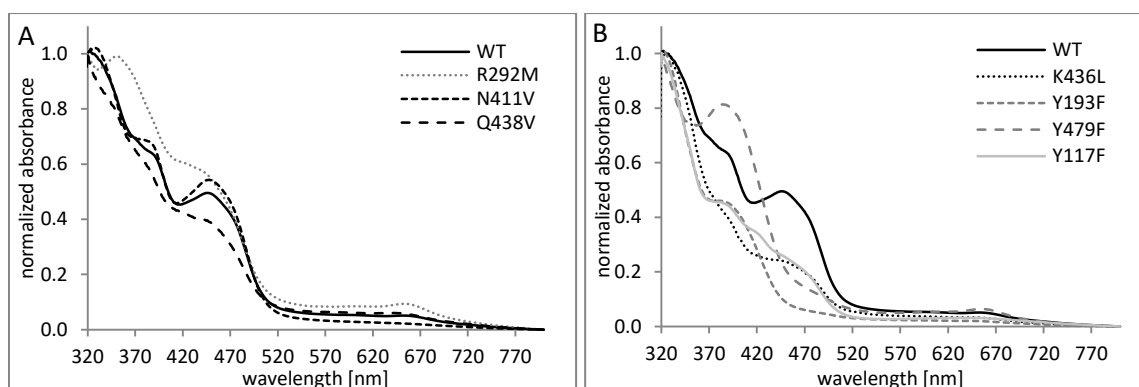 A
WT
R292M
N411V
Q438V
normalized absorbance
1.0
0.8
0.6
0.4
0.2
0.0
320 370 420 470 520 570 620 670 720 770
wavelength [nm]
B
WT
K436L
Y193F
Y479F
Y117F
normalized absorbance
1.0
0.8
0.6
0.4
0.2
0.0
320 370 420 470 520 570 620 670 720 770
wavelength [nm]